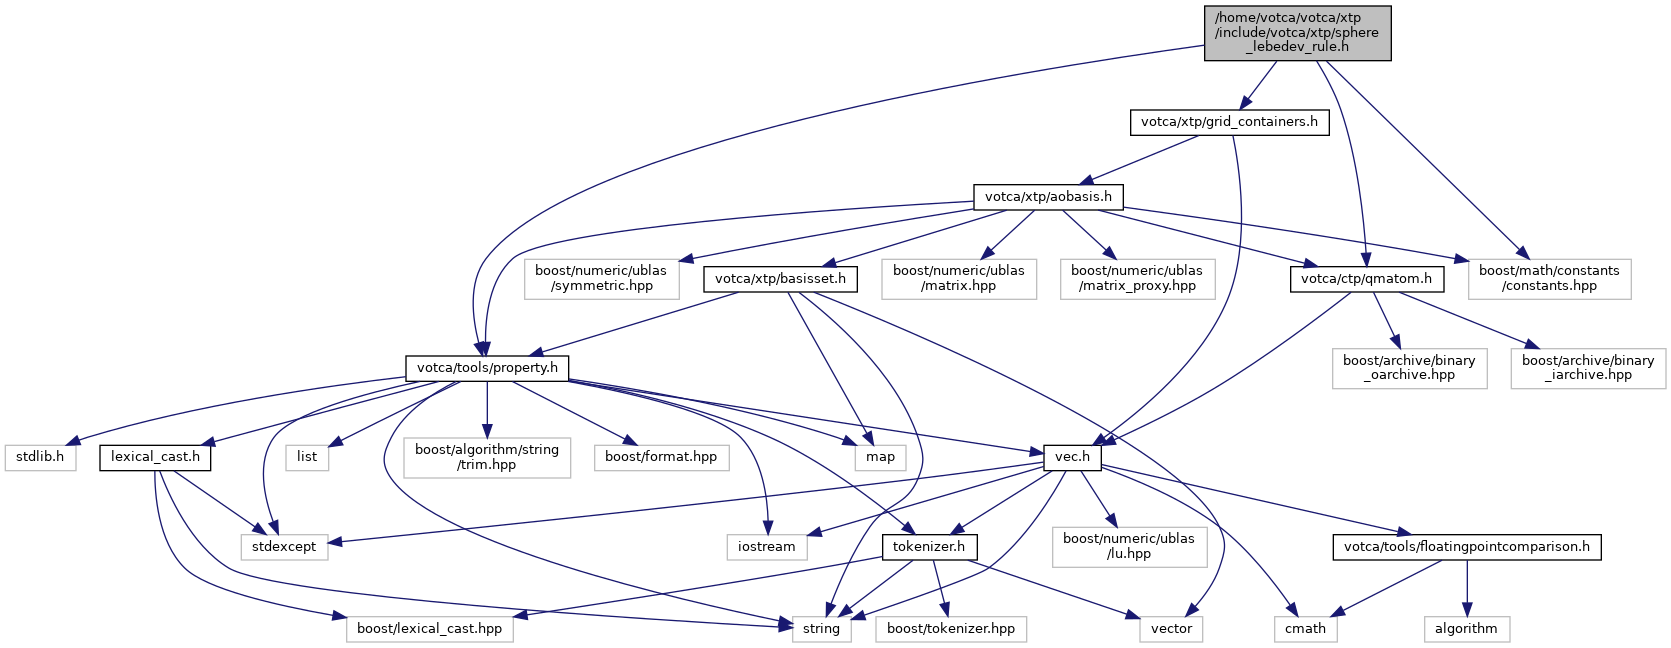 /home/votca/votca/xtp
/include/votca/xtp/sphere
_lebedev_rule.h
votca/xtp/grid_containers.h
votca/xtp/aobasis.h
boost/numeric/ublas
/symmetric.hpp
votca/xtp/basisset.h
boost/numeric/ublas
/matrix.hpp
boost/numeric/ublas
/matrix_proxy.hpp
votca/ctp/qmatom.h
boost/math/constants
/constants.hpp
votca/tools/property.h
boost/archive/binary
_oarchive.hpp
boost/archive/binary
_iarchive.hpp
stdlib.h
lexical_cast.h
list
boost/algorithm/string
/trim.hpp
boost/format.hpp
map
vec.h
stdexcept
iostream
tokenizer.h
boost/numeric/ublas
/lu.hpp
votca/tools/floatingpointcomparison.h
boost/lexical_cast.hpp
string
boost/tokenizer.hpp
vector
cmath
algorithm